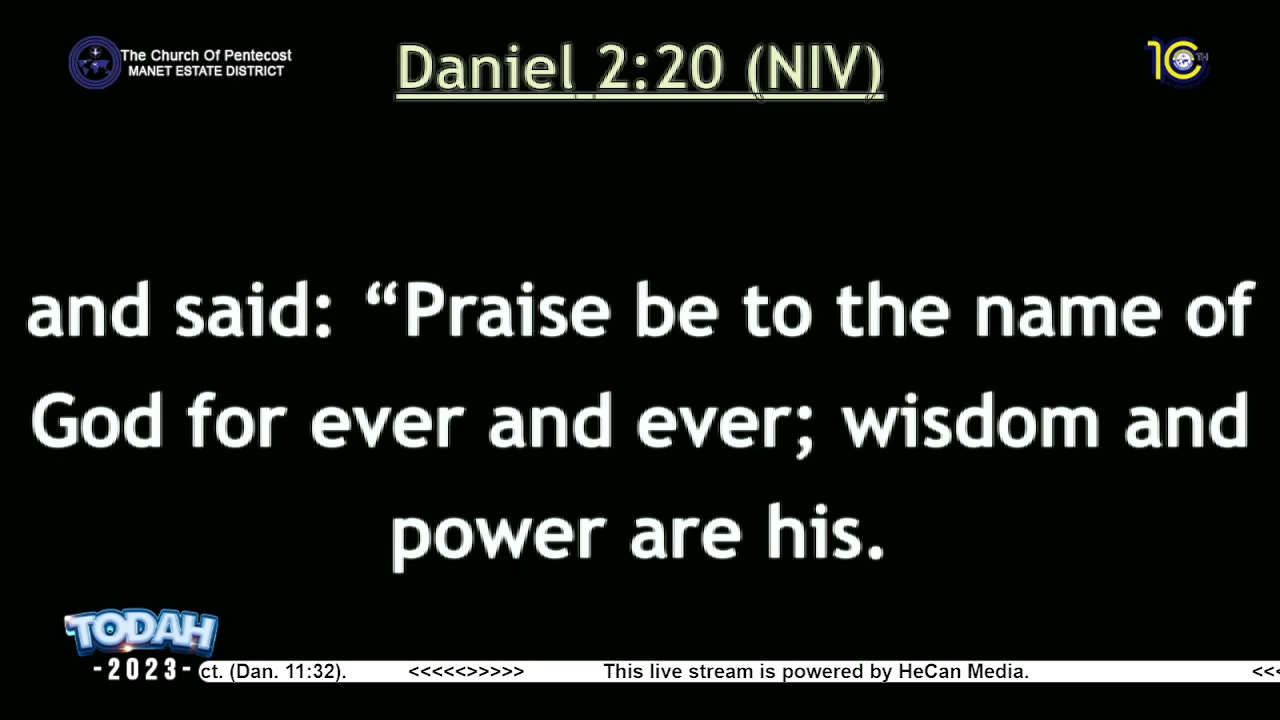 The Church Of Pentecost
MANET ESTATE DISTRICT
Daniel 2:20 (NIV)
10TH
and said: “Praise be to the name of
God for ever and ever; wisdom and
power are his.
TODAH
-2023-
ct. (Dan. 11:32). <<<<<>>>>> This live stream is powered by HeCan Media. <<<